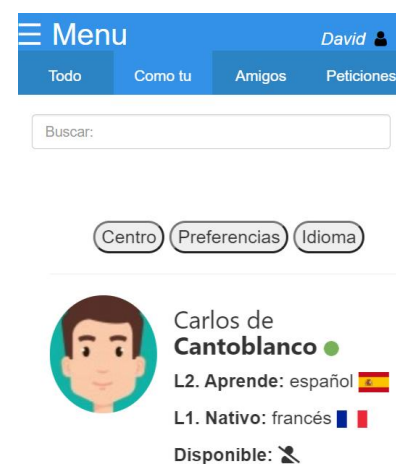 Menu David
Todo Como tu Amigos Peticiones
Buscar:
Centro Preferencias Idioma
Carlos de
Cantoblanco
L2. Aprende: español
L1. Nativo: francés
Disponible: